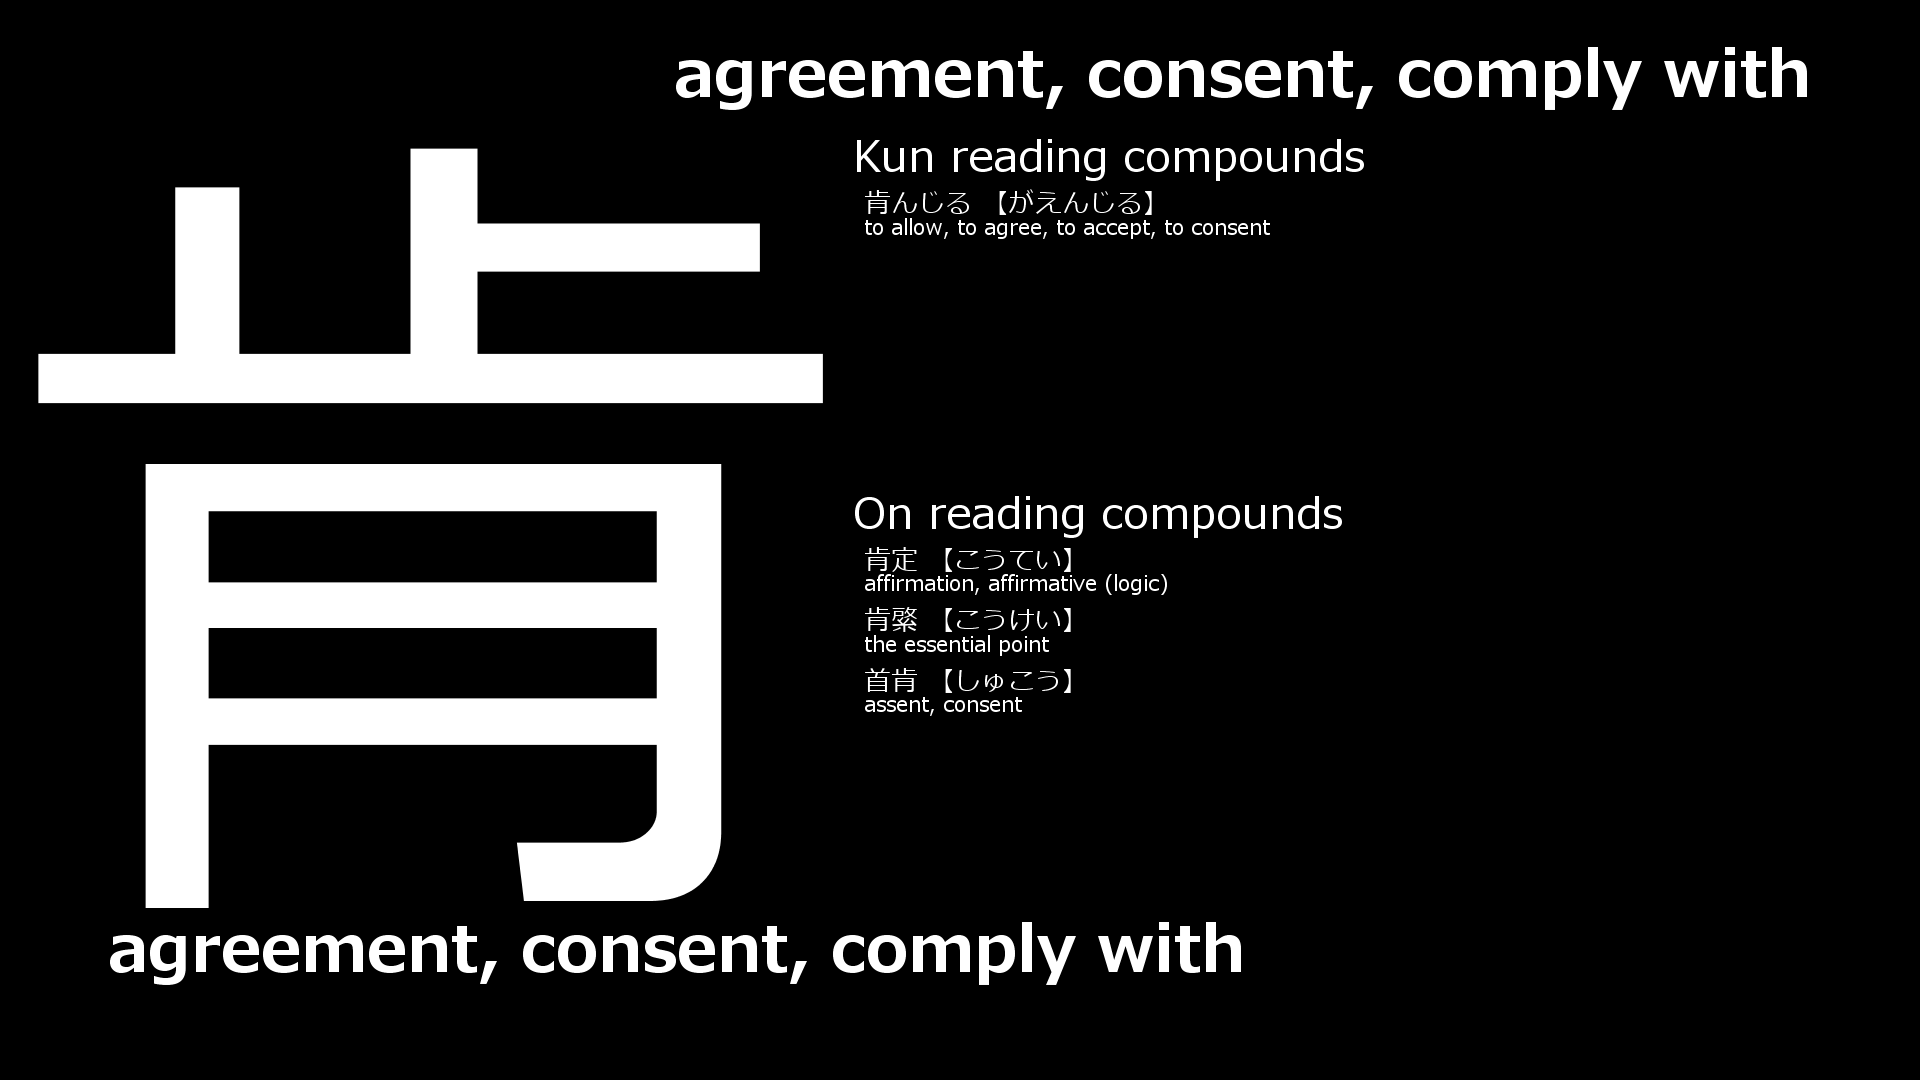 agreement, consent, comply with
肯
Kun reading compounds
肯んじる 【がえんじる】
to allow, to agree, to accept, to consent
On reading compounds
肯定 【こうてい】
affirmation, affirmative (logic)
肯綮 【こうけい】
the essential point
首肯 【しゅこう】
assent, consent
agreement, consent, comply with